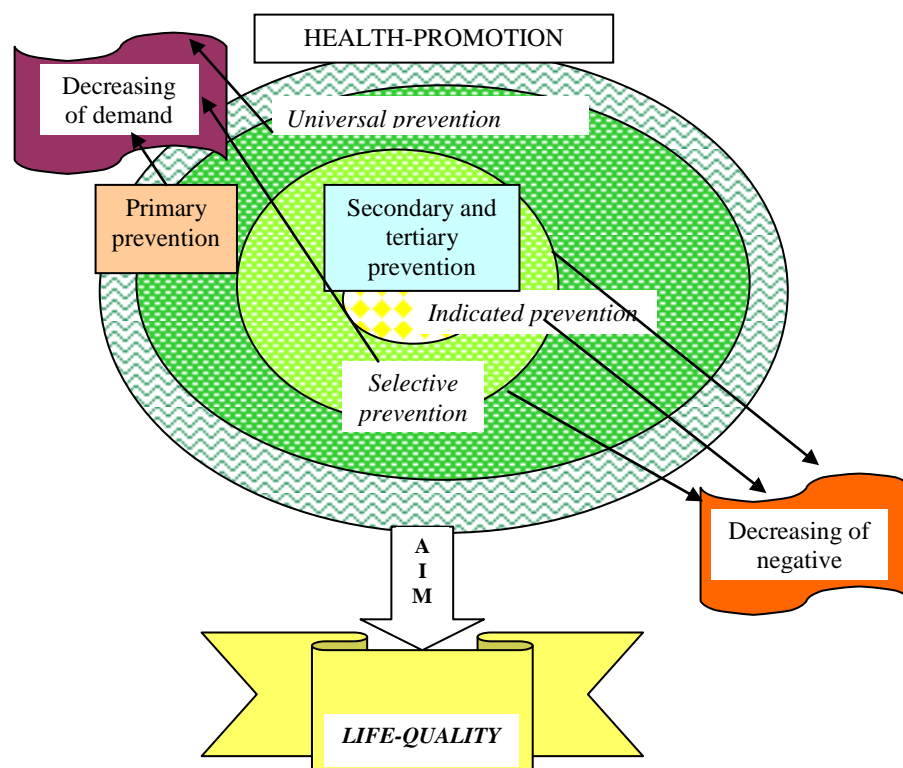 HEALTH-PROMOTION
Decreasing
of demand
Universal prevention
Primary
prevention
Secondary and
tertiary
prevention
Indicated prevention
Selective
prevention
Decreasing of
negative
A
I
M
LIFE-QUALITY